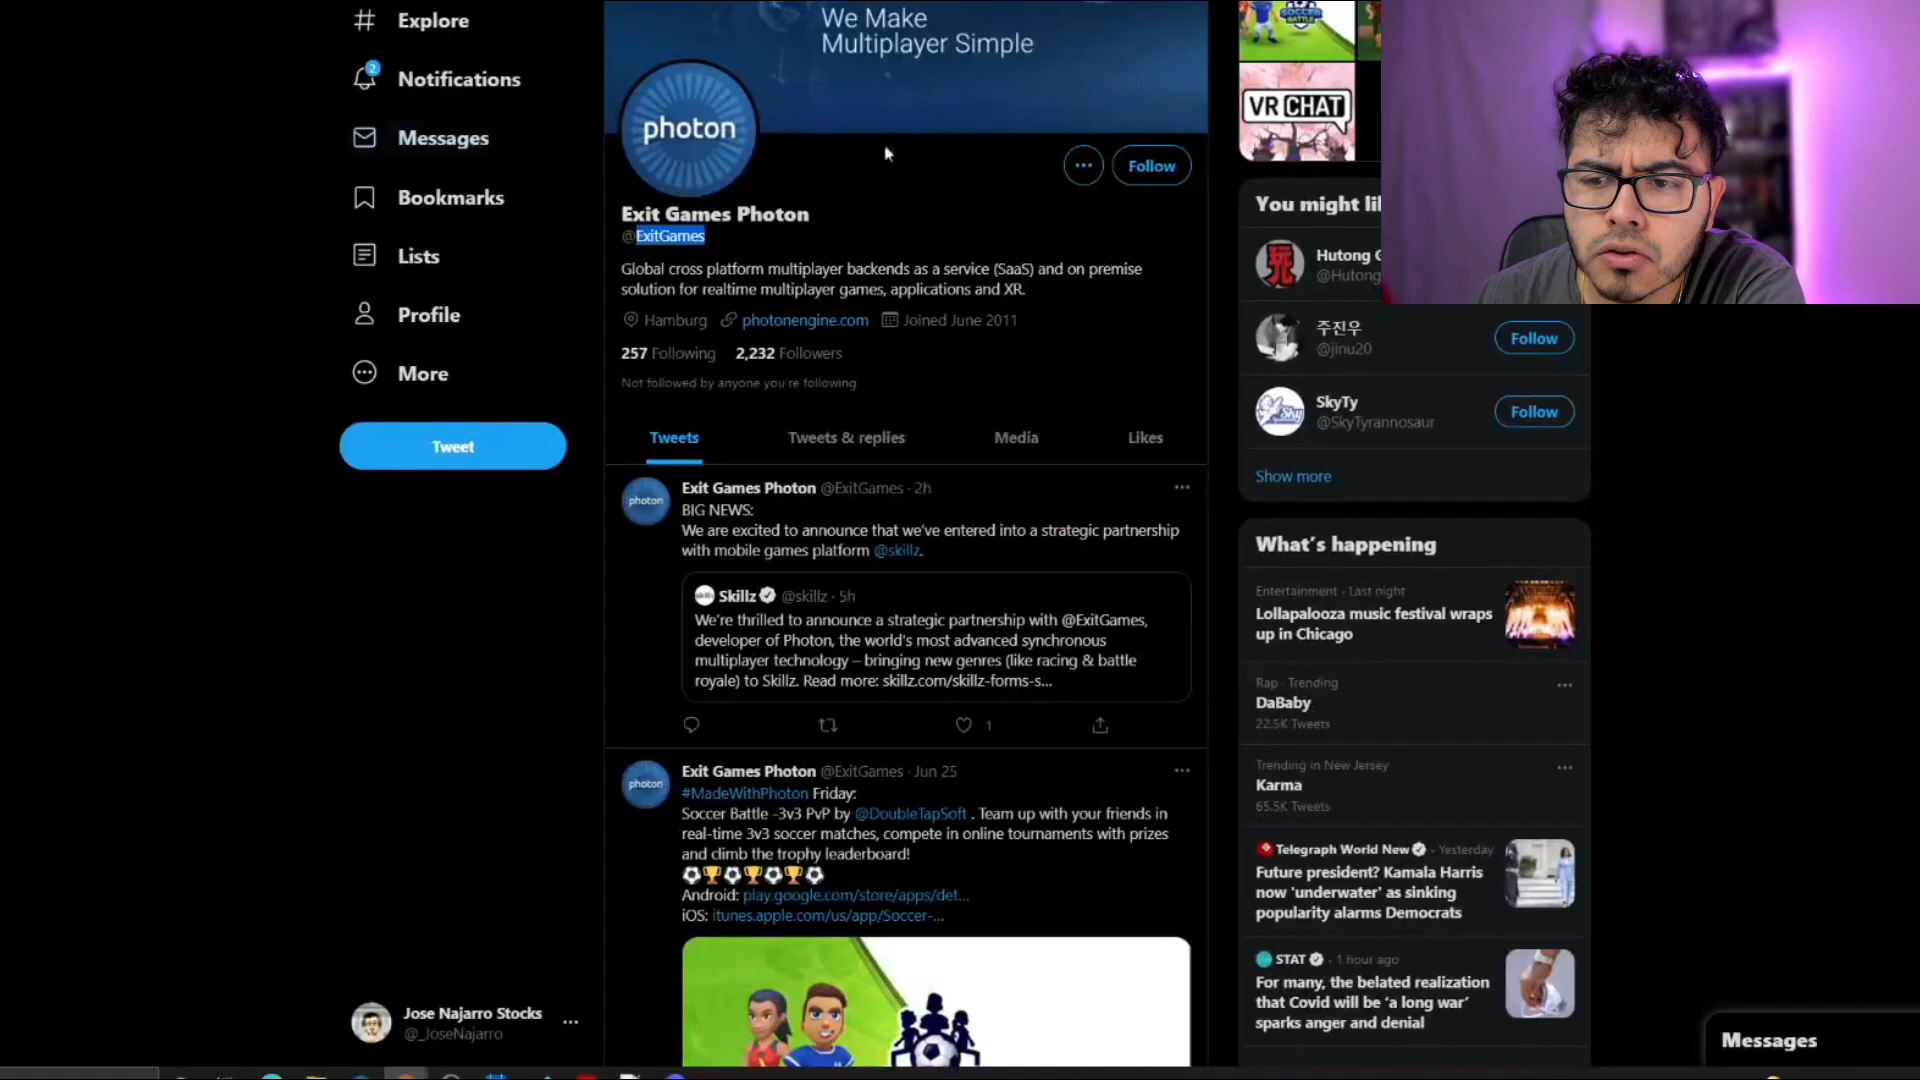 Explore
2
Notifications
Messages
Bookmarks
Lists
Profile
More
Tweet
Jose Najarro Stocks
@_JoseNajarro
We Make
Multiplayer Simple
photon
Follow
Exit Games Photon
@ExitGames
Global cross platform multiplayer backends as a service (SaaS) and on premise
solution for realtime multiplayer games, applications and XR.
Hamburg photonengine.com Joined June 2011
257 Following 2,232 Followers
Not followed by anyone you're following
Tweets Tweets & replies Media Likes
photon
Exit Games Photon @ExitGames · 2h
BIG NEWS:
We are excited to announce that we've entered into a strategic partnership
with mobile games platform @skillz.
Skillz @skillz · 5h
We're thrilled to announce a strategic partnership with @ExitGames,
developer of Photon, the world's most advanced synchronous
multiplayer technology – bringing new genres (like racing & battle
royale) to Skillz. Read more: skillz.com/skillz-forms-s...
1
photon
Exit Games Photon @ExitGames · Jun 25
#MadeWithPhoton Friday:
Soccer Battle -3v3 PvP by @DoubleTapSoft . Team up with your friends in
real-time 3v3 soccer matches, compete in online tournaments with prizes
and climb the trophy leaderboard!
⚽🏆⚽🏆⚽🏆⚽
Android: play.google.com/store/apps/det...
iOS: itunes.apple.com/us/app/Soccer-...
SOCCER
BATTLE
VRCHAT
You might li
Hutong G
@Hutong
주진우
@jinu20
Follow
SkyTy
@SkyTyrannosaur
Follow
Show more
What's happening
Entertainment · Last night
Lollapalooza music festival wraps
up in Chicago
Rap · Trending
DaBaby
22.5K Tweets
Trending in New Jersey
Karma
65.5K Tweets
Telegraph World New · Yesterday
Future president? Kamala Harris
now 'underwater' as sinking
popularity alarms Democrats
STAT · 1 hour ago
For many, the belated realization
that Covid will be 'a long war'
sparks anger and denial
Messages